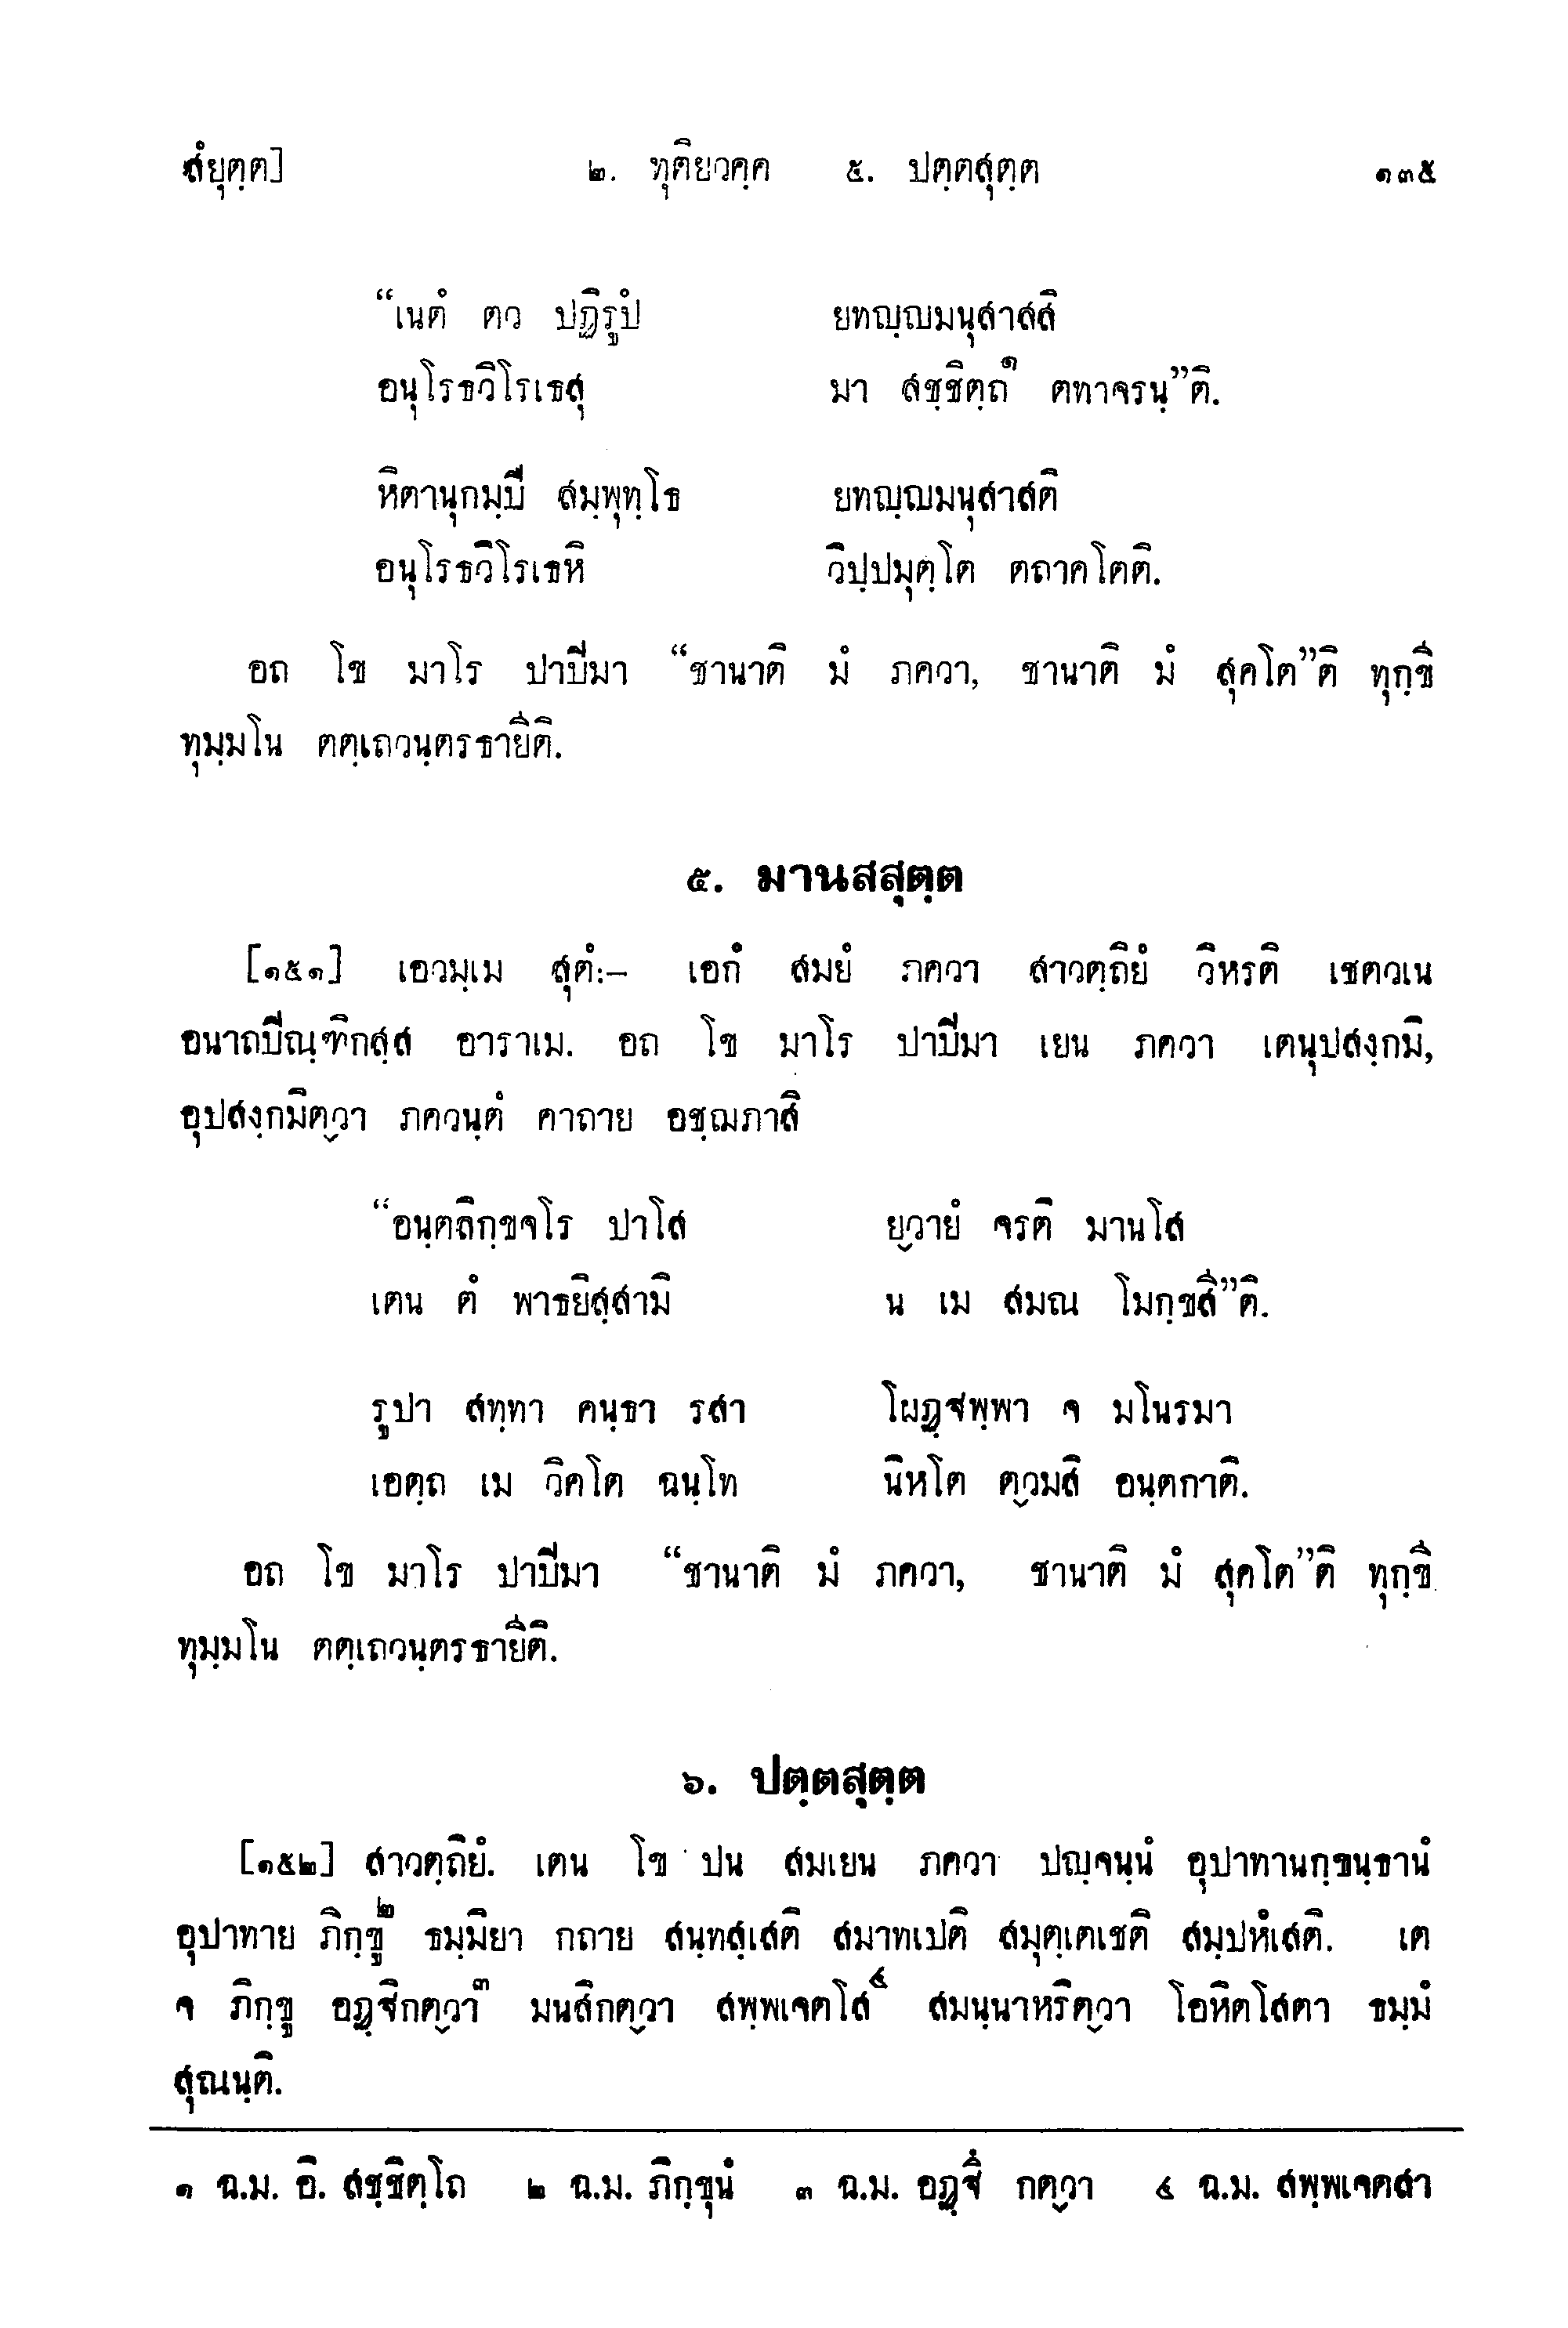 สํยุตฺต] ๒. ทุติยวคฺค ๕. ปตฺตสุตฺต ๑๓๕
“เนตํ ตว ปฏิรูปํ ยทญฺญมนุสาสสิ
อนุโรธวิโรเธสุ มา สชฺชิตฺถ๑ ตทาจรนฺ”ติ.
หิตานุกมฺปี สมฺพุทฺโธ ยทญฺญมนุสาสติ
อนุโรธวิโรเธหิ วิปฺปมุตฺโต ตถาคโตติ.
อถ โข มาโร ปาปิมา “ชานาติ มํ ภควา, ชานาติ มํ สุคโต”ติ ทุกฺขี
ทุมฺมโน ตตฺเถวนฺตรธายีติ.
๕. มานสสุตฺต
[๑๕๑] เอวมฺเม สุตํ:– เอกํ สมยํ ภควา สาวตฺถิยํ วิหรติ เชตวเน
อนาถปิณฺฑิกสฺส อาราเม. อถ โข มาโร ปาปิมา เยน ภควา เตนุปสงฺกมิ,
อุปสงฺกมิตฺวา ภควนฺตํ คาถาย อชฺฌภาสิ
“อนฺตลิกฺขจโร ปาโส ยฺวายํ จรติ มานโส
เตน ตํ พาธยิสฺสามิ น เม สมณ โมกฺขสี”ติ.
รูปา สทฺทา คนฺธา รสา โผฏฺฐพฺพา จ มโนรมา
เอตฺถ เม วิคโต ฉนฺโท นิหโต ตฺวมสิ อนฺตกาติ.
อถ โข มาโร ปาปิมา “ชานาติ มํ ภควา, ชานาติ มํ สุคโต”ติ ทุกฺขี
ทุมฺมโน ตตฺเถวนฺตรธายีติ.
๖. ปตฺตสุตฺต
[๑๕๒] สาวตฺถิยํ. เตน โข ปน สมเยน ภควา ปญฺจนฺนํ อุปาทานกฺขนฺธานํ
อุปาทาย ภิกฺขู๒ ธมฺมิยา กถาย สนฺทสฺเสติ สมาทเปติ สมุตฺเตเชติ สมฺปหํเสติ. เต
จ ภิกฺขู อฏฺฐิกตฺวา๓ มนสิกตฺวา สพฺพเจตโส๔ สมนฺนาหริตฺวา โอหิตโสตา ธมฺมํ
สุณนฺติ.
๑ ฉ.ม. อิ. สชฺชิตฺโถ ๒ ฉ.ม. ภิกฺขุนํ ๓ ฉ.ม. อฏฺฐึ กตฺวา ๔ ฉ.ม. สพฺพเจตสา